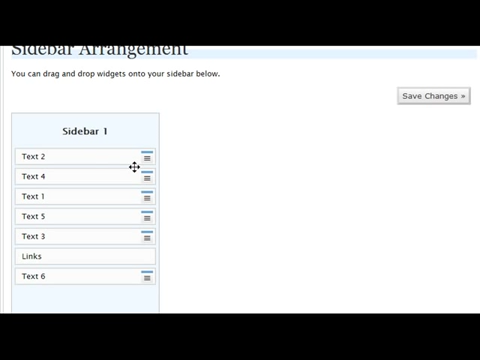 Sidebar Arrangement
You can drag and drop widgets onto your sidebar below.
Save Changes »
Sidebar 1
Text 2
Text 4
Text 1
Text 5
Text 3
Links
Text 6